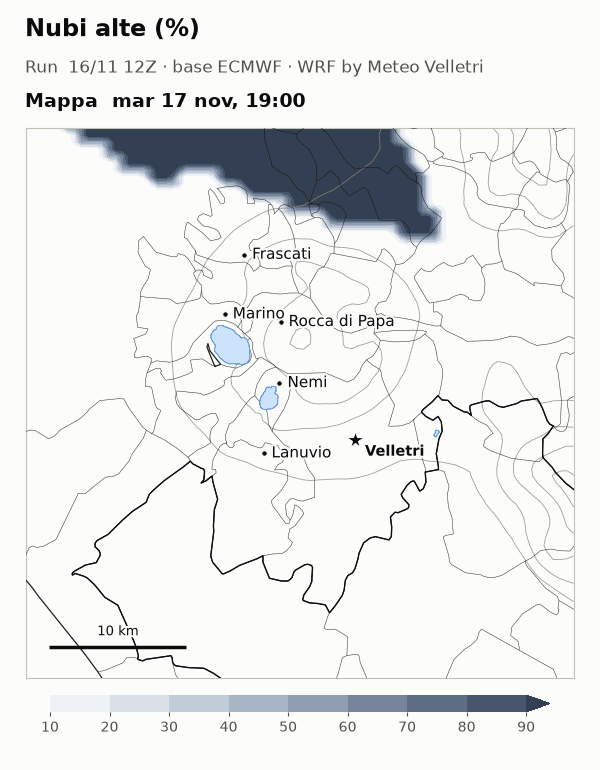 Nubi alte (%)
Run  16/11 12Z · base ECMWF · WRF by Meteo Velletri
Mappa  mar 17 nov, 19:00
Frascati
Marino
Rocca di Papa
Nemi
Velletri
Lanuvio
10 km
10 20 30 40 50 60 70 80 90